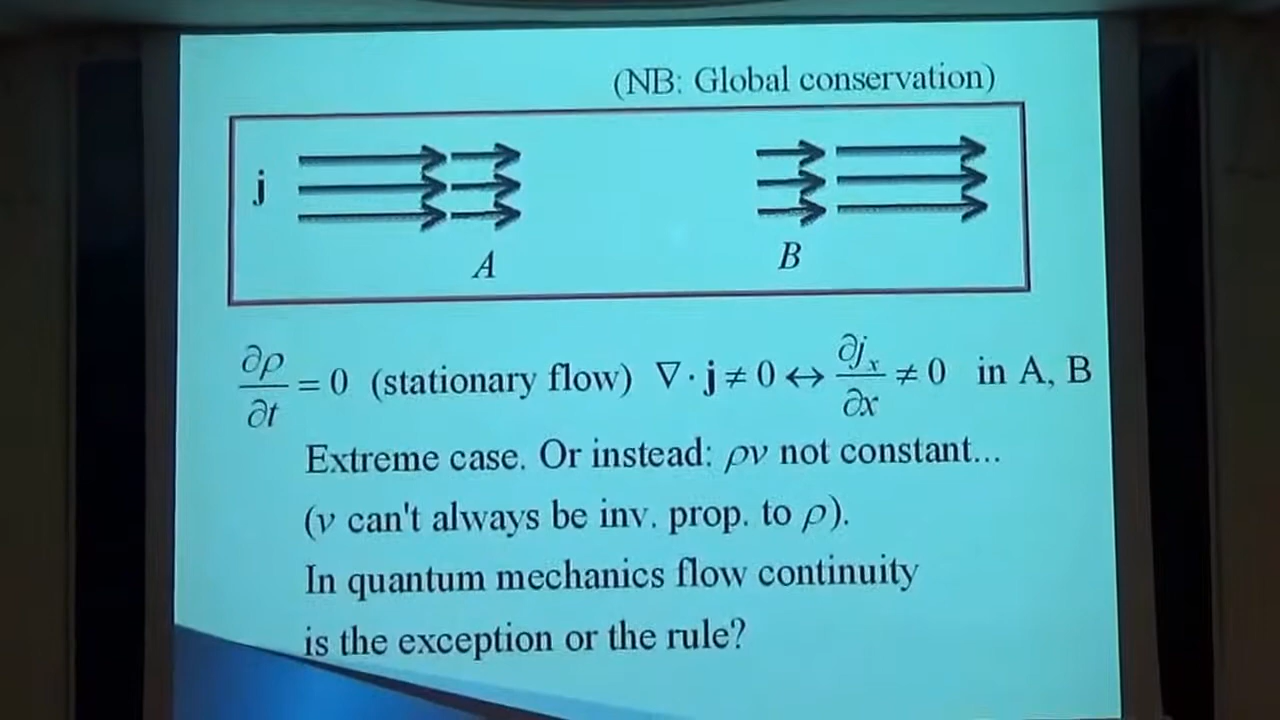 (NB: Global conservation)
j
A
B
∂ρ/∂t = 0 (stationary flow) ∇ · j ≠ 0 ↔ ∂jₓ/∂x ≠ 0 in A, B
Extreme case. Or instead: ρv not constant...
(v can't always be inv. prop. to ρ).
In quantum mechanics flow continuity
is the exception or the rule?